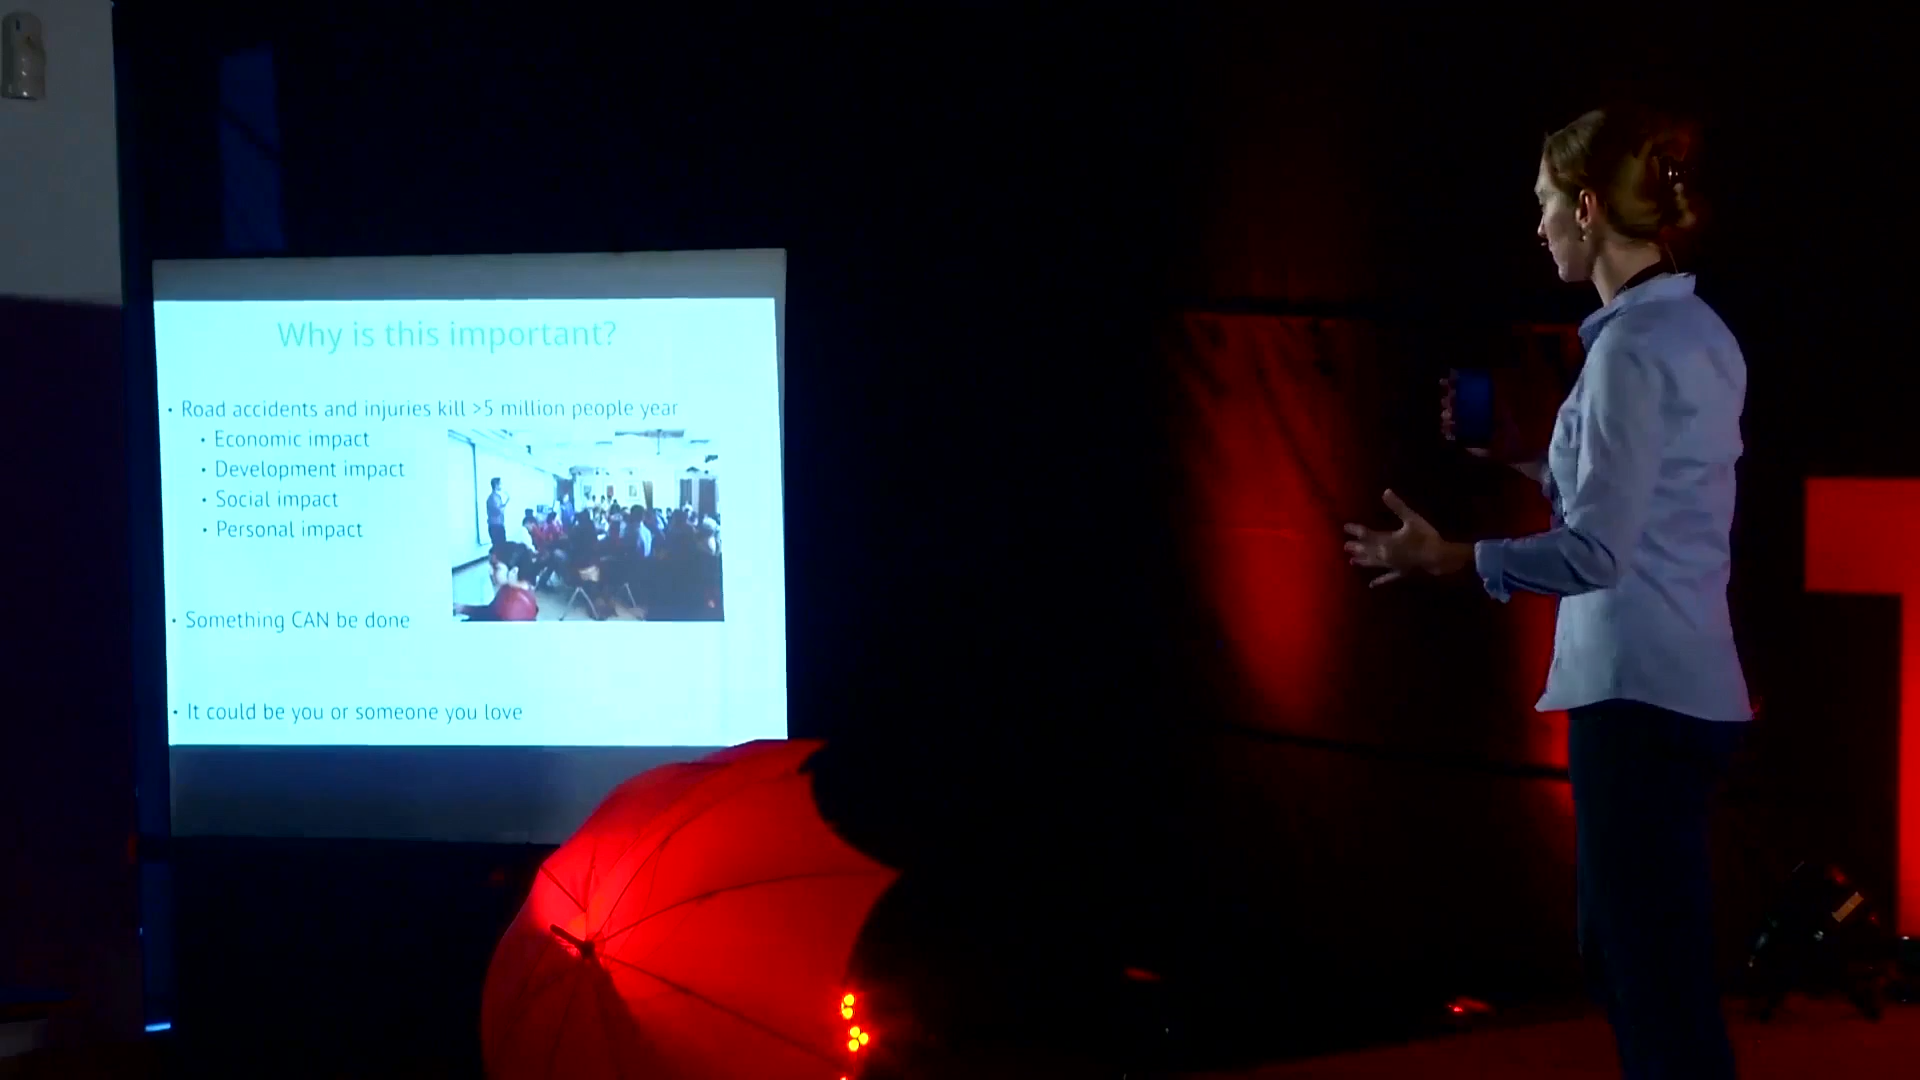 Why is this important?
• Road accidents and injuries kill >5 million people year
• Economic impact
• Development impact
• Social impact
• Personal impact
• Something CAN be done
• It could be you or someone you love
T